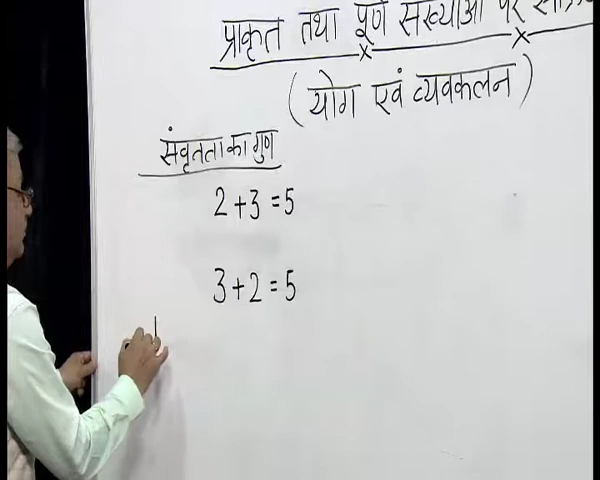 प्राकृत तथा पूर्ण संख्याओं पर
(योग एवं व्यवकलन)
संवृतता का गुण
2+3=5
3+2=5